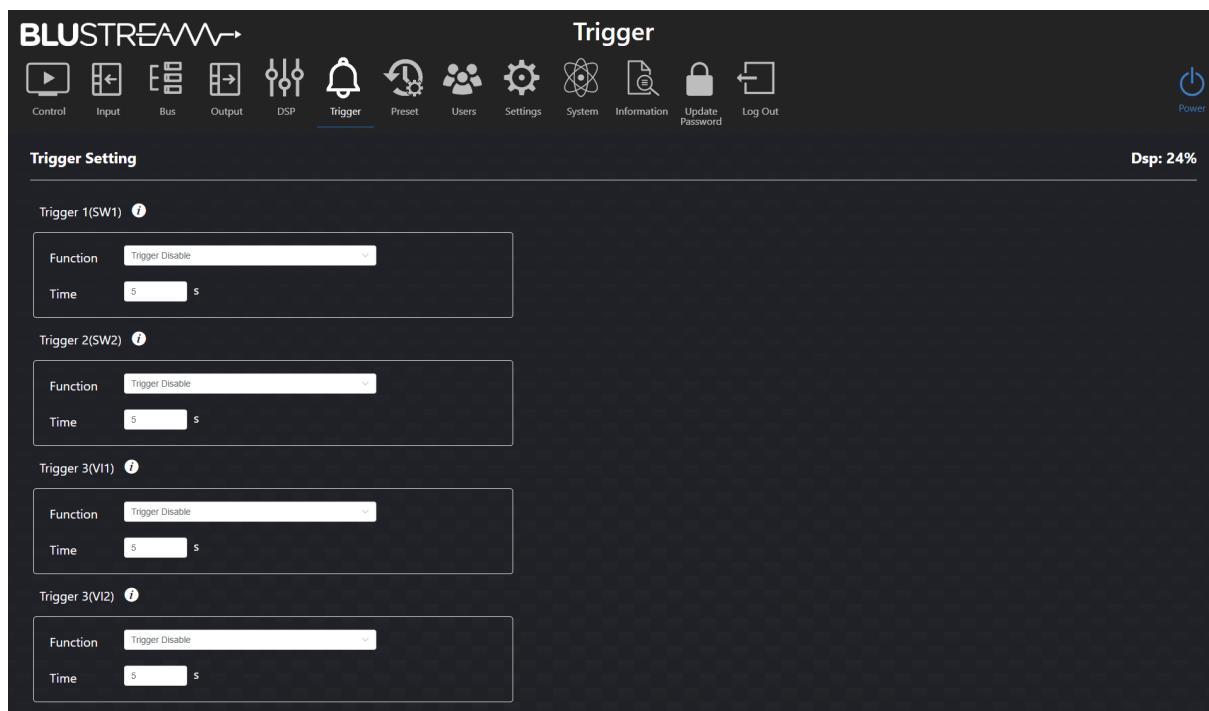 BLUSTREAM
Trigger
Control Input Bus Output DSP Trigger Preset Users Settings System Information Update Password Log Out Power
Trigger Setting Dsp: 24%
Trigger 1(SW1) i
Function Trigger Disable
Time 5 s
Trigger 2(SW2) i
Function Trigger Disable
Time 5 s
Trigger 3(VI1) i
Function Trigger Disable
Time 5 s
Trigger 3(VI2) i
Function Trigger Disable
Time 5 s